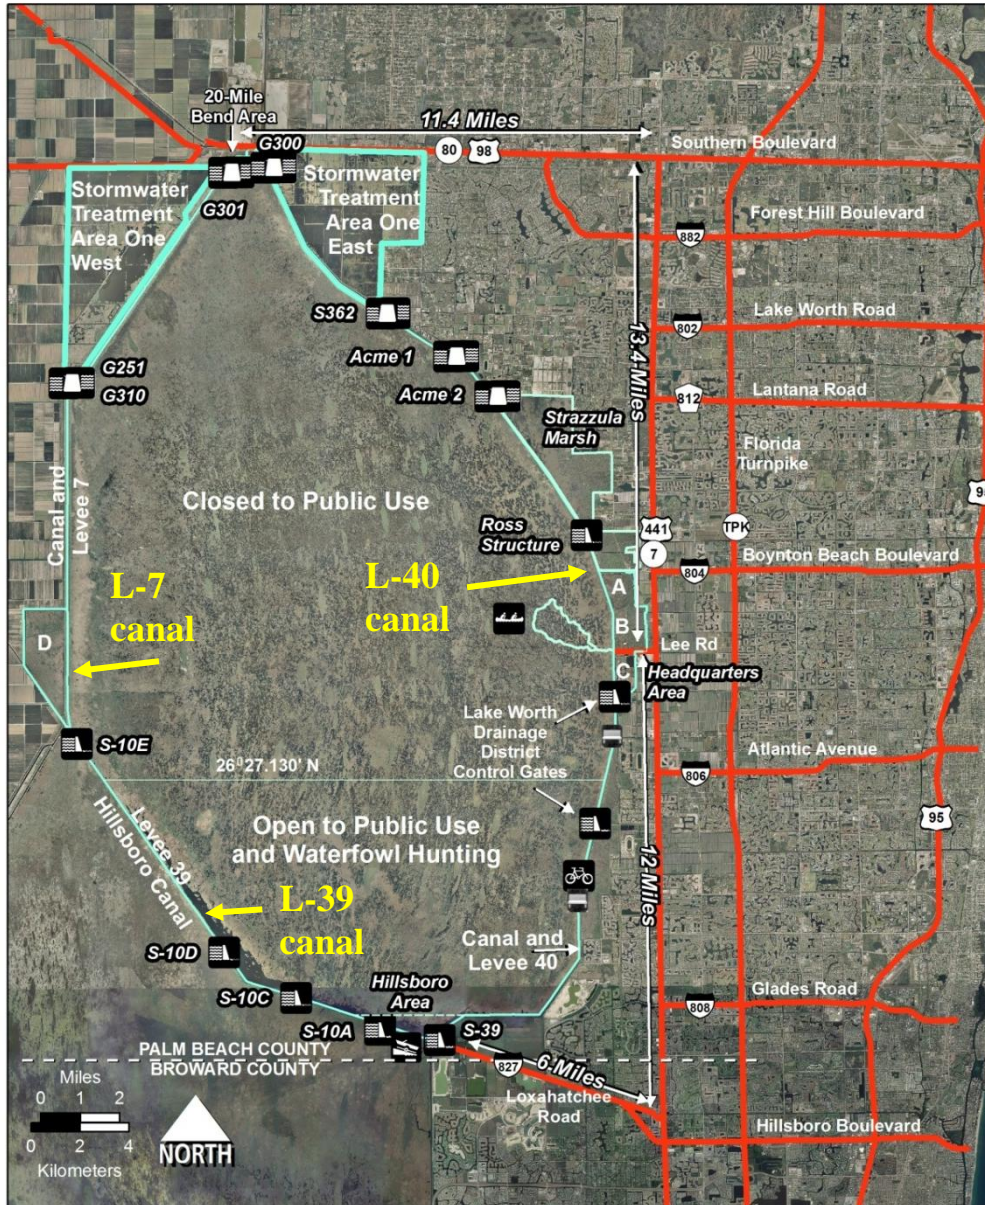 20-Mile
Bend Area
11.4 Miles
G300
80
98
Southern Boulevard
Stormwater
Treatment
Area One
West
G301
Stormwater
Treatment
Area One
East
Forest Hill Boulevard
882
S362
Lake Worth Road
802
13.4 Miles
Acme 1
G251
G310
Acme 2
Lantana Road
812
Strazzula
Marsh
Florida
Turnpike
Closed to Public Use
Canal and
Levee 7
Ross
Structure
441
TPK
7
Boynton Beach Boulevard
804
L-7
canal
L-40
canal
A
B
D
Lee Rd
C
Headquarters
Area
Lake Worth
Drainage
District
Control Gates
S-10E
Atlantic Avenue
806
26⁰27.130' N
95
Open to Public Use
and Waterfowl Hunting
12 Miles
Levee 39
Hillsboro Canal
L-39
canal
S-10D
Canal and
Levee 40
S-10C
Hillsboro
Area
Glades Road
808
S-10A
S-39
PALM BEACH COUNTY
BROWARD COUNTY
6 Miles
827
Loxahatchee
Road
Miles
0 2
0 2 4
Kilometers
NORTH
Hillsboro Boulevard